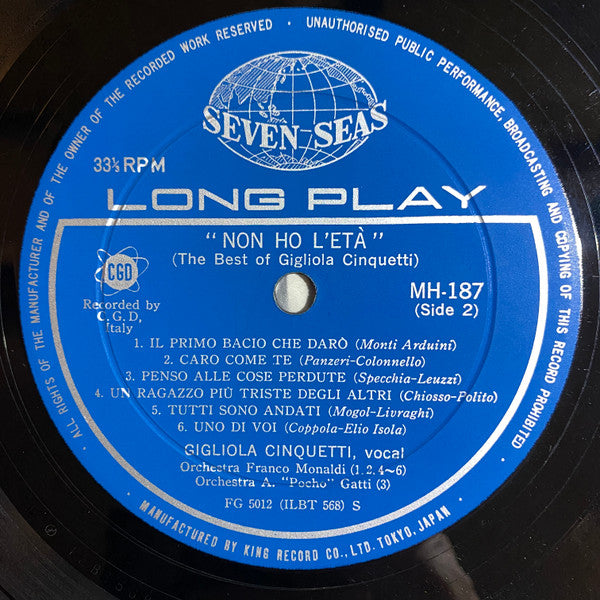 ALL RIGHTS OF THE MANUFACTURER AND OF THE OWNER OF THE RECORDED WORK RESERVED • UNAUTHORISED PUBLIC PERFORMANCE, BROADCASTING AND COPYING OF THIS RECORD PROHIBITED •
SEVEN SEAS
33⅓ RPM
LONG PLAY
"NON HO L'ETÀ"
(The Best of Gigliola Cinquetti)
CGD
MH-187
(Side 2)
Recorded by
C. G. D,
Italy
1. IL PRIMO BACIO CHE DARÒ (Monti Arduini)
2. CARO COME TE (Panzeri-Colonnello)
3. PENSO ALLE COSE PERDUTE (Specchia-Leuzzi)
4. UN RAGAZZO PIÙ TRISTE DEGLI ALTRI (Chiosso-Polito)
5. TUTTI SONO ANDATI (Mogol-Livraghi)
6. UNO DI VOI (Coppola-Elio Isola)
GIGLIOLA CINQUETTI, vocal
Orchestra Franco Monaldi (1.2.4~6)
Orchestra A. "Pocho" Gatti (3)
FG 5012 (ILBT 568) S
MANUFACTURED BY KING RECORD CO., LTD. TOKYO, JAPAN •